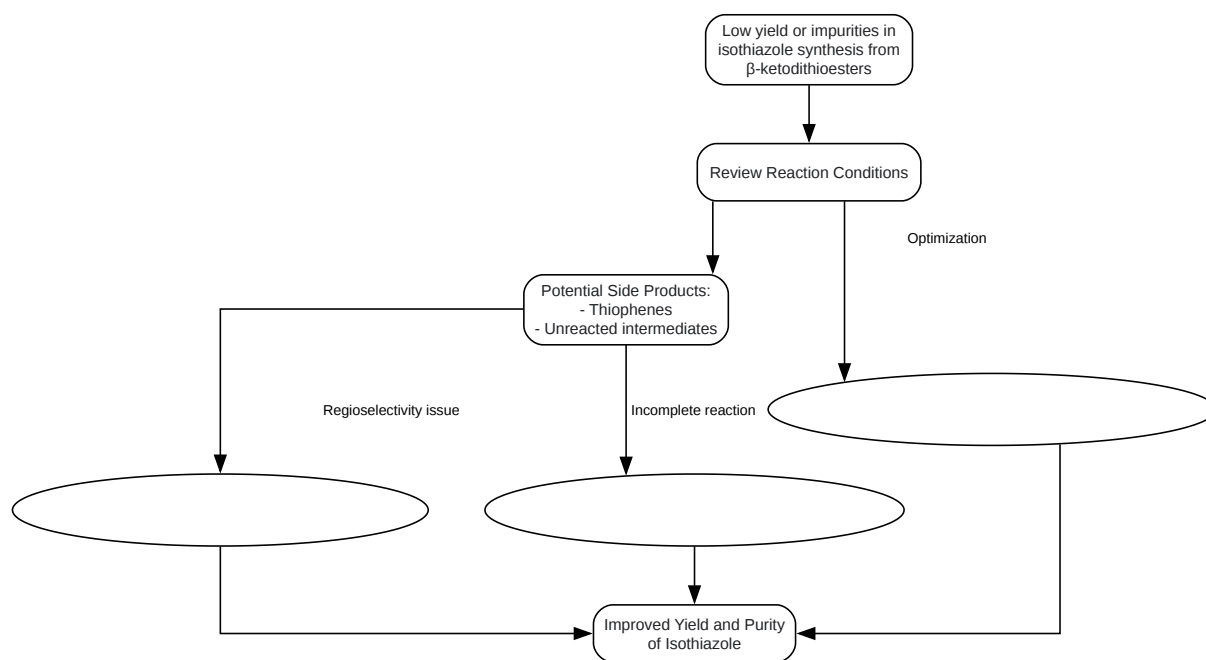 Low yield or impurities in
isothiazole synthesis from
β-ketodithioesters
Review Reaction Conditions
Optimization
Potential Side Products:
- Thiophenes
- Unreacted intermediates
Regioselectivity issue
Incomplete reaction
Improved Yield and Purity
of Isothiazole